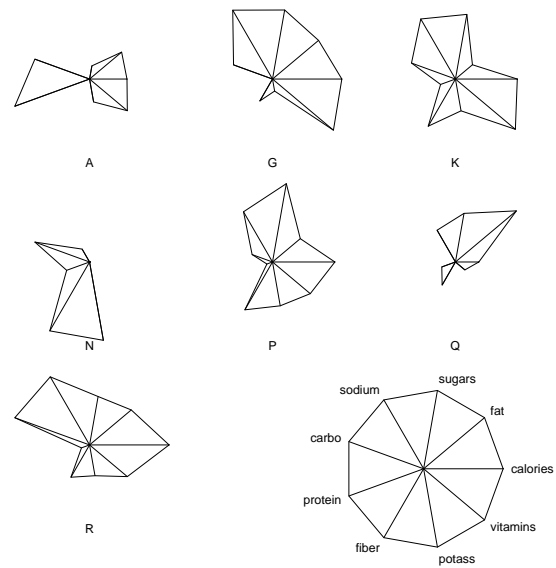 A
G
K
N
P
Q
R
sugars
sodium
fat
carbo
calories
protein
vitamins
fiber
potass